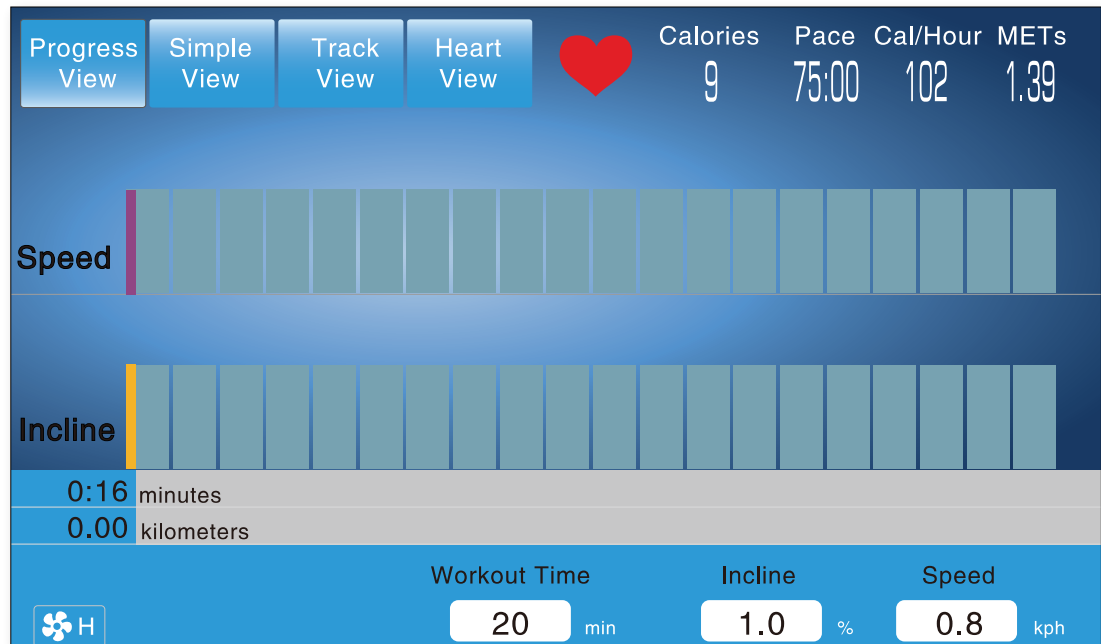 Progress
View
Simple
View
Track
View
Heart
View
Calories Pace Cal/Hour METs
9 75:00 102 1.39
Speed
Incline
0:16 minutes
0.00 kilometers
Workout Time Incline Speed
H 20 min 1.0 % 0.8 kph